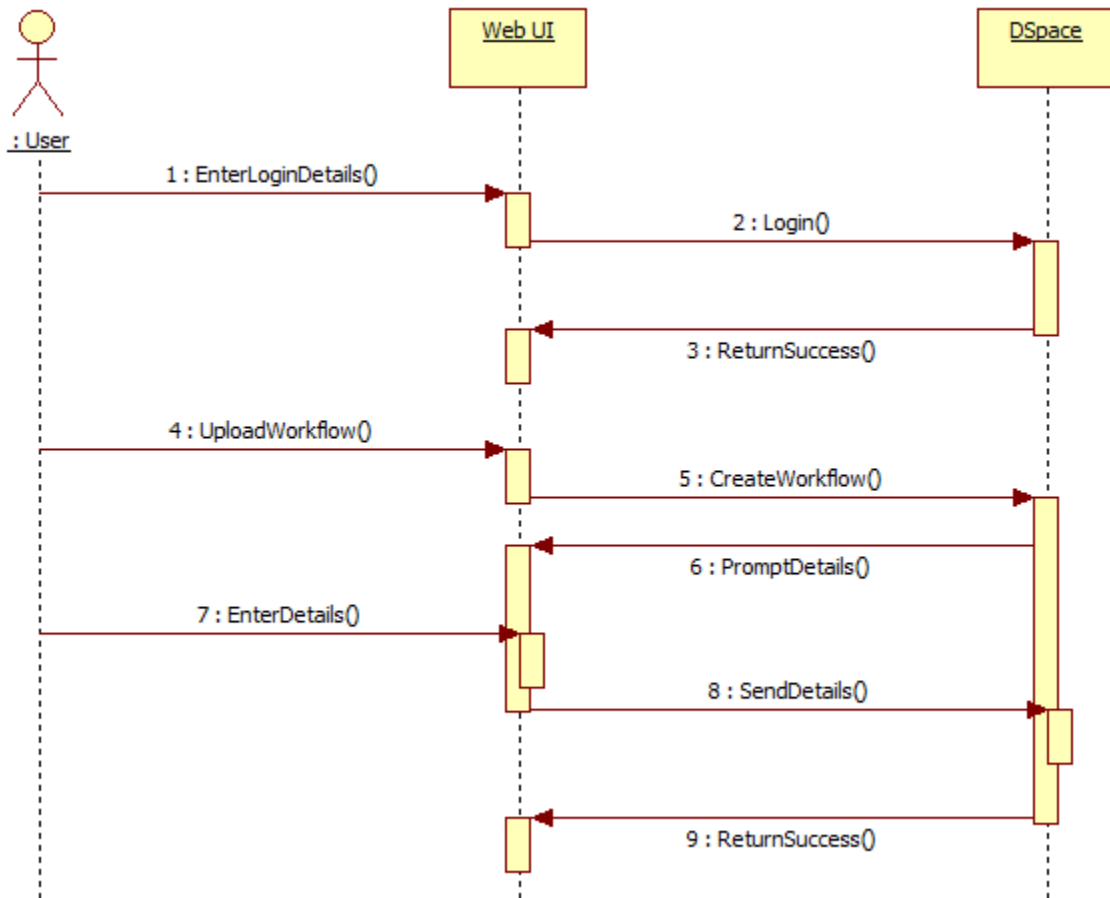 Web UI
DSpace
: User
1 : EnterLoginDetails()
2 : Login()
3 : ReturnSuccess()
4 : UploadWorkflow()
5 : CreateWorkflow()
6 : PromptDetails()
7 : EnterDetails()
8 : SendDetails()
9 : ReturnSuccess()